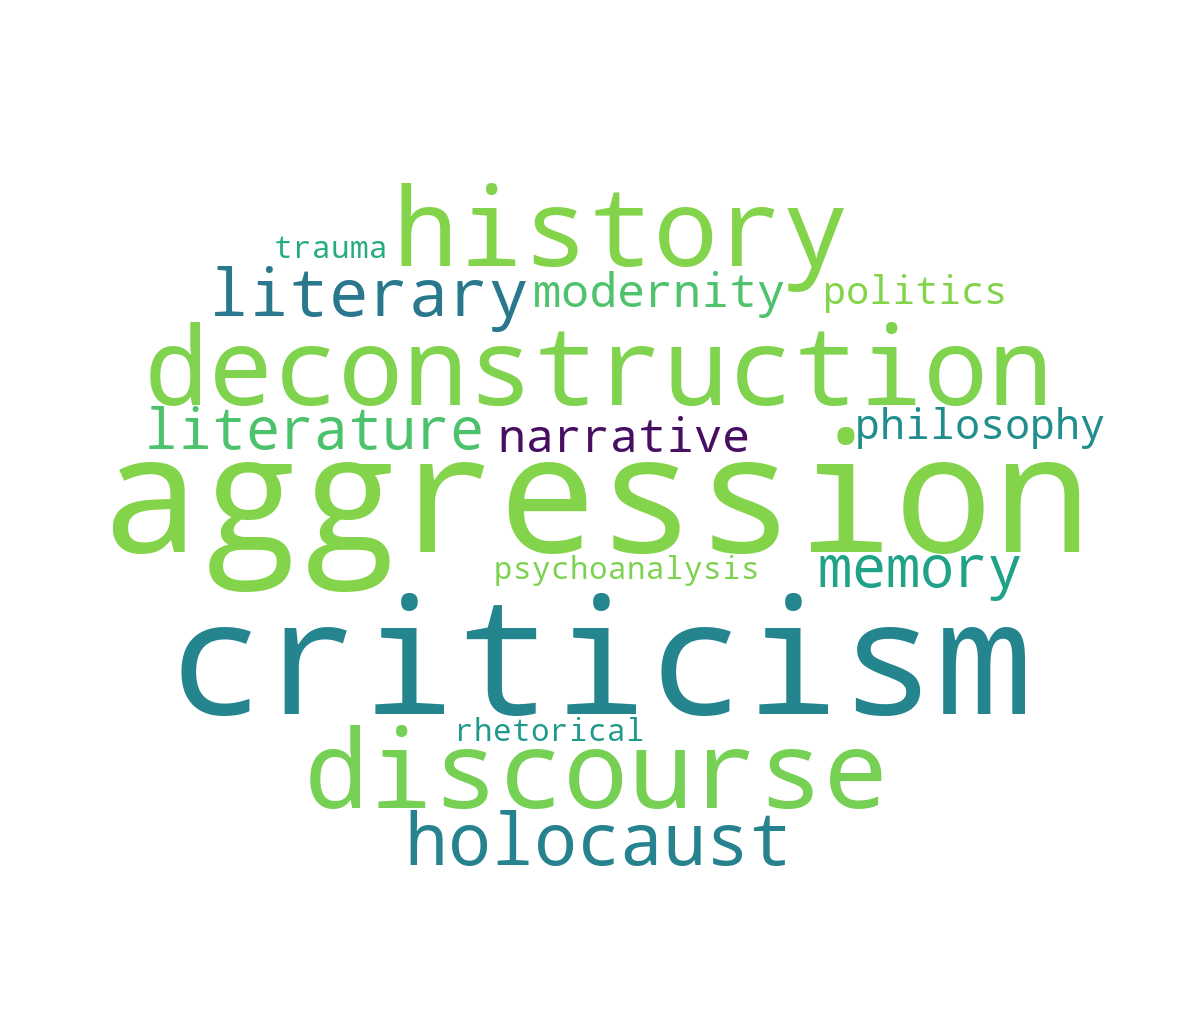 history
trauma
literary
modernity
politics
deconstruction
literature
narrative
philosophy
aggression
psychoanalysis
memory
criticism
rhetorical
discourse
holocaust